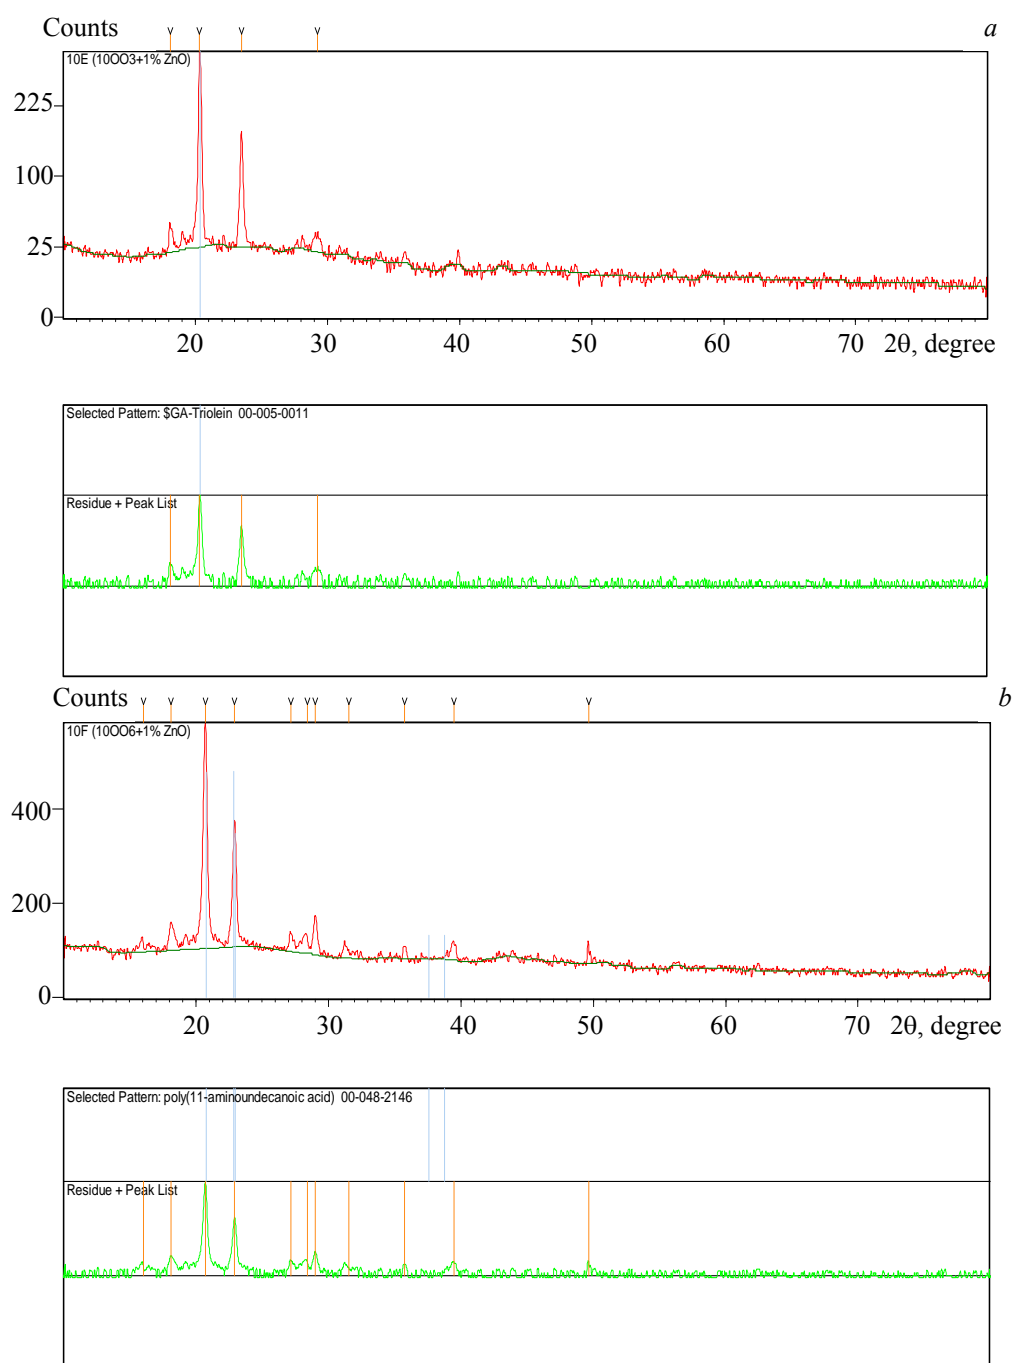 Counts
a
10E (10OO3+1% ZnO)
225
100
25
0
20 30 40 50 60 70 2θ, degree
Selected Pattern: $GA-Triolein 00-005-0011
Residue + Peak List
Counts
b
10F (10OO6+1% ZnO)
400
200
0
20 30 40 50 60 70 2θ, degree
Selected Pattern: poly(11-aminoundecanoic acid) 00-048-2146
Residue + Peak List